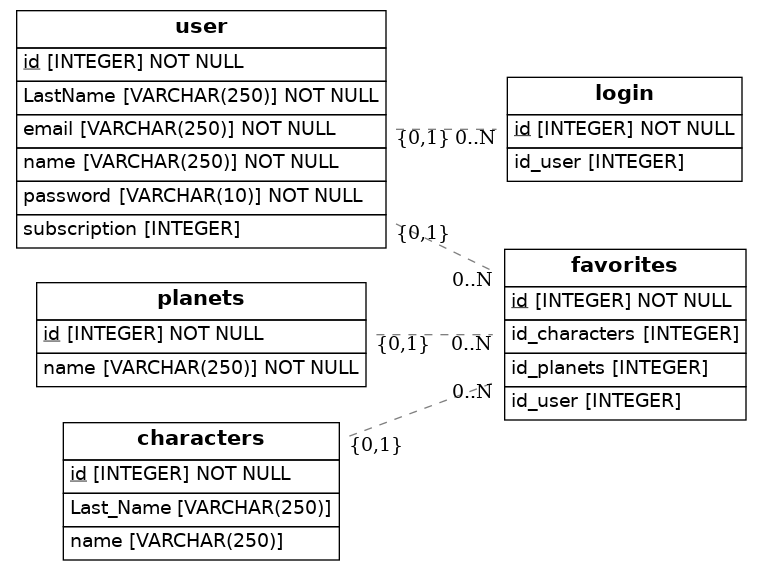 user
id [INTEGER] NOT NULL
LastName [VARCHAR(250)] NOT NULL
email [VARCHAR(250)] NOT NULL
name [VARCHAR(250)] NOT NULL
password [VARCHAR(10)] NOT NULL
subscription [INTEGER]
{0,1} 0..N
login
id [INTEGER] NOT NULL
id_user [INTEGER]
{0,1}
0..N
favorites
id [INTEGER] NOT NULL
id_characters [INTEGER]
id_planets [INTEGER]
id_user [INTEGER]
planets
id [INTEGER] NOT NULL
name [VARCHAR(250)] NOT NULL
{0,1} 0..N
0..N
{0,1}
characters
id [INTEGER] NOT NULL
Last_Name [VARCHAR(250)]
name [VARCHAR(250)]